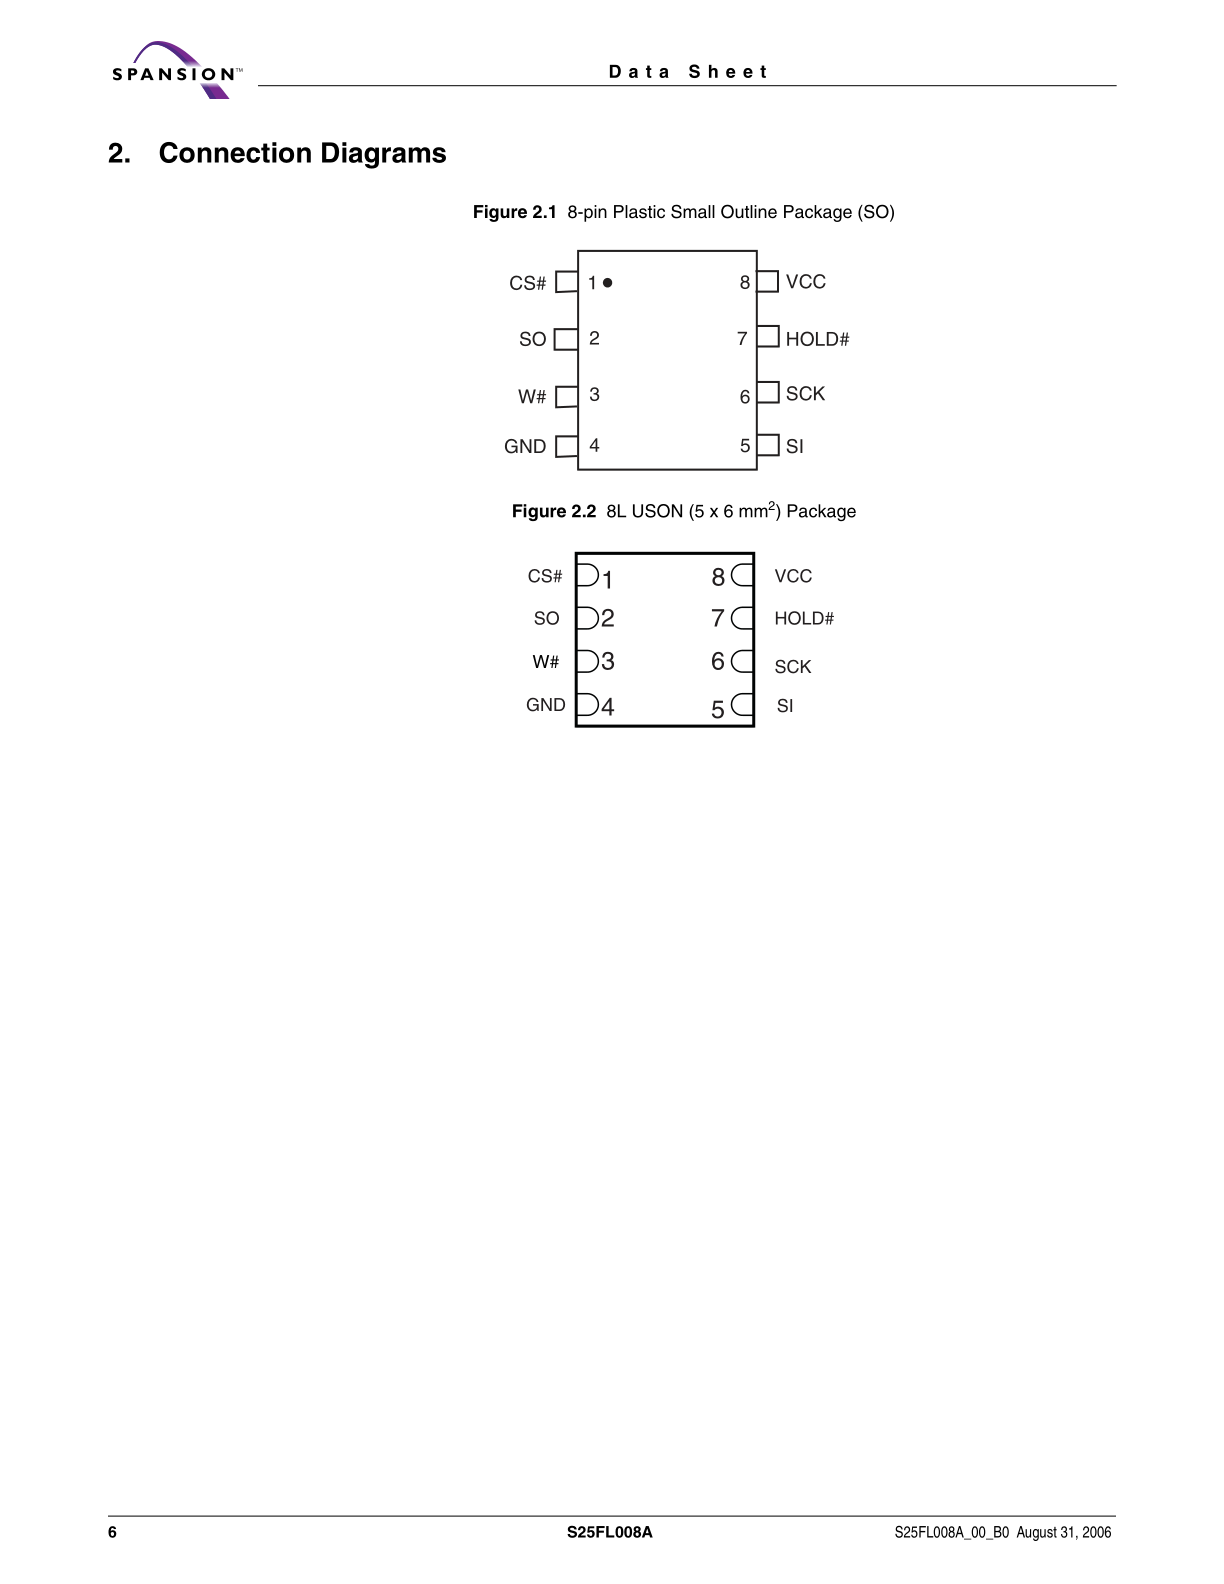 SPANSION™
Data Sheet
2. Connection Diagrams
Figure 2.1 8-pin Plastic Small Outline Package (SO)
CS# 1 8 VCC
SO 2 7 HOLD#
W# 3 6 SCK
GND 4 5 SI
Figure 2.2 8L USON (5 x 6 mm²) Package
CS# 1 8 VCC
SO 2 7 HOLD#
W# 3 6 SCK
GND 4 5 SI
6 S25FL008A S25FL008A_00_B0 August 31, 2006